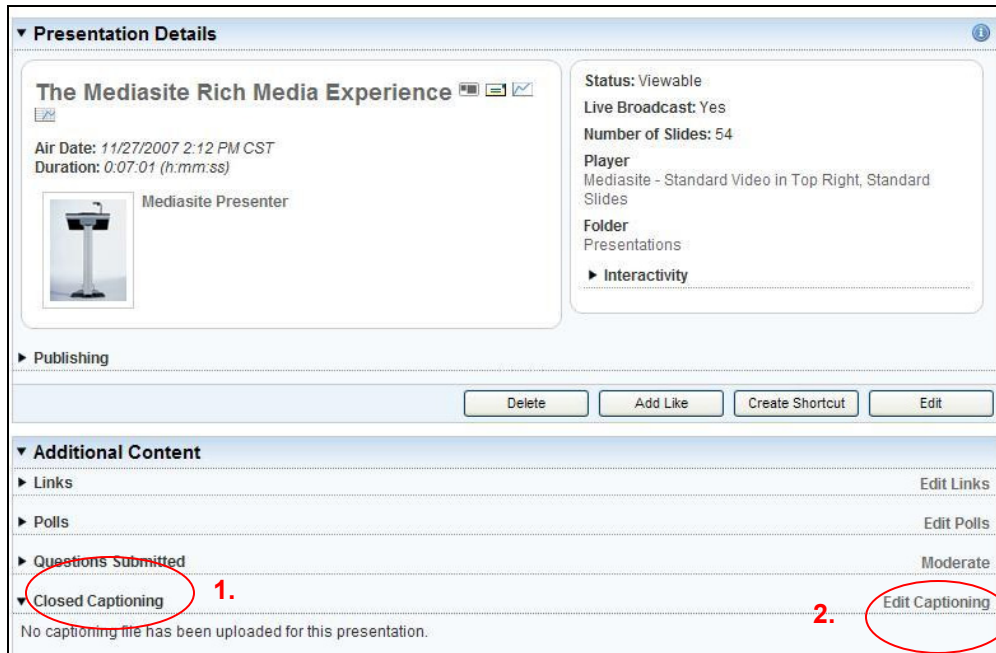 Presentation Details
The Mediasite Rich Media Experience
Air Date: 11/27/2007 2:12 PM CST
Duration: 0:07:01 (h:mm:ss)
Mediasite Presenter
Status: Viewable
Live Broadcast: Yes
Number of Slides: 54
Player
Mediasite - Standard Video in Top Right, Standard
Slides
Folder
Presentations
Interactivity
Publishing
Delete Add Like Create Shortcut Edit
Additional Content
Links Edit Links
Polls Edit Polls
Questions Submitted Moderate
Closed Captioning 1. Edit Captioning
2.
No captioning file has been uploaded for this presentation.